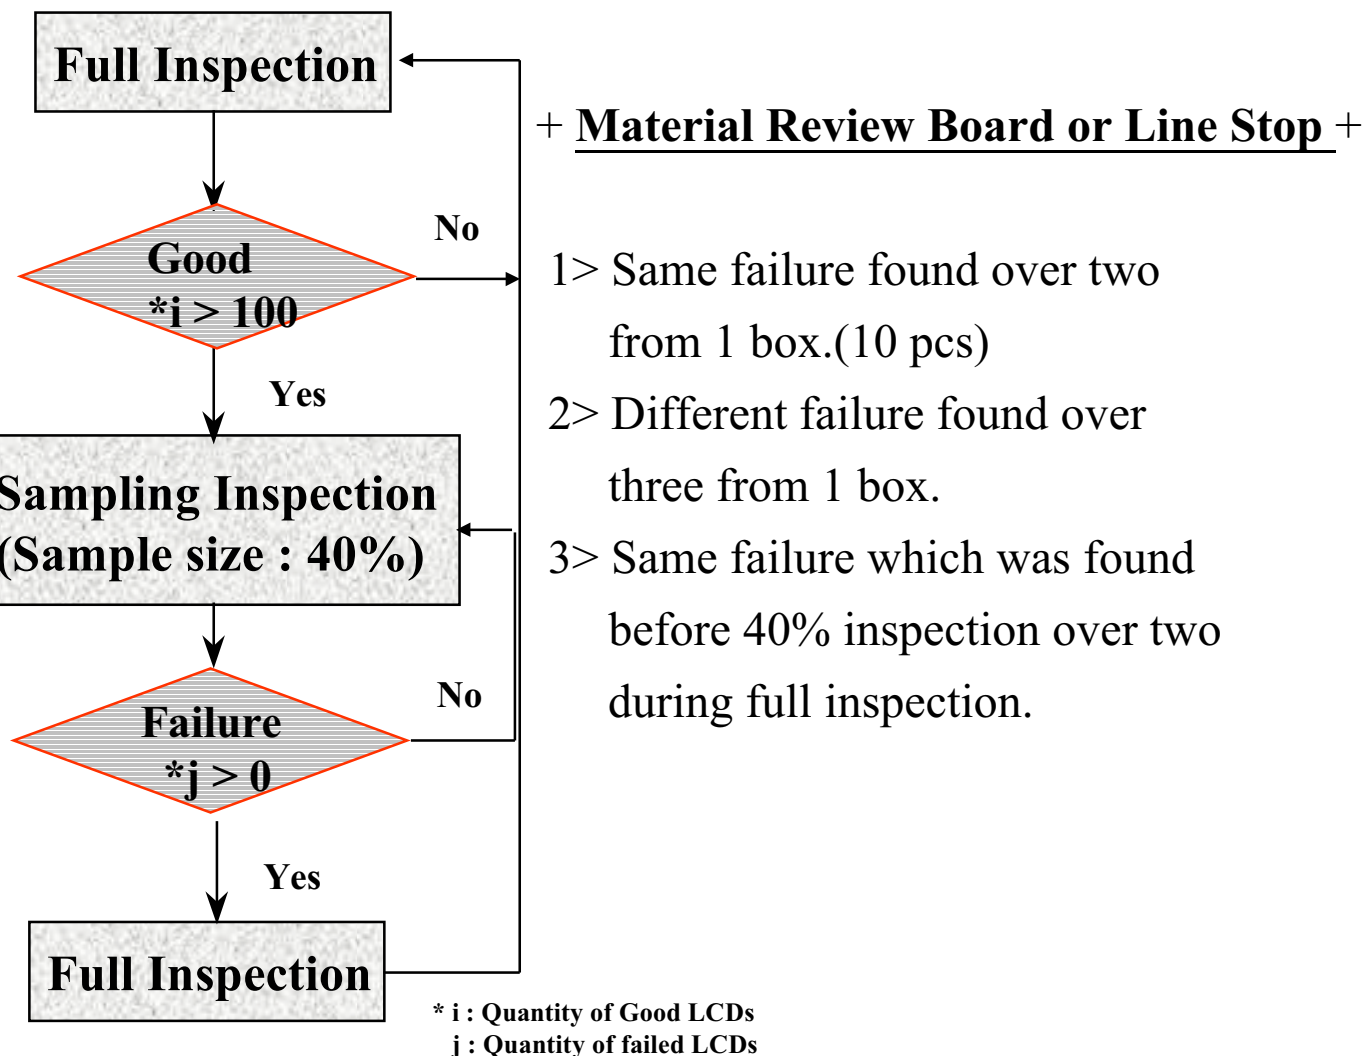 Full Inspection
+ Material Review Board or Line Stop +
No
Good
*i > 100
1> Same failure found over two
from 1 box.(10 pcs)
Yes
2> Different failure found over
three from 1 box.
Sampling Inspection
(Sample size : 40%)
3> Same failure which was found
before 40% inspection over two
during full inspection.
No
Failure
*j > 0
Yes
Full Inspection
* i : Quantity of Good LCDs
j : Quantity of failed LCDs